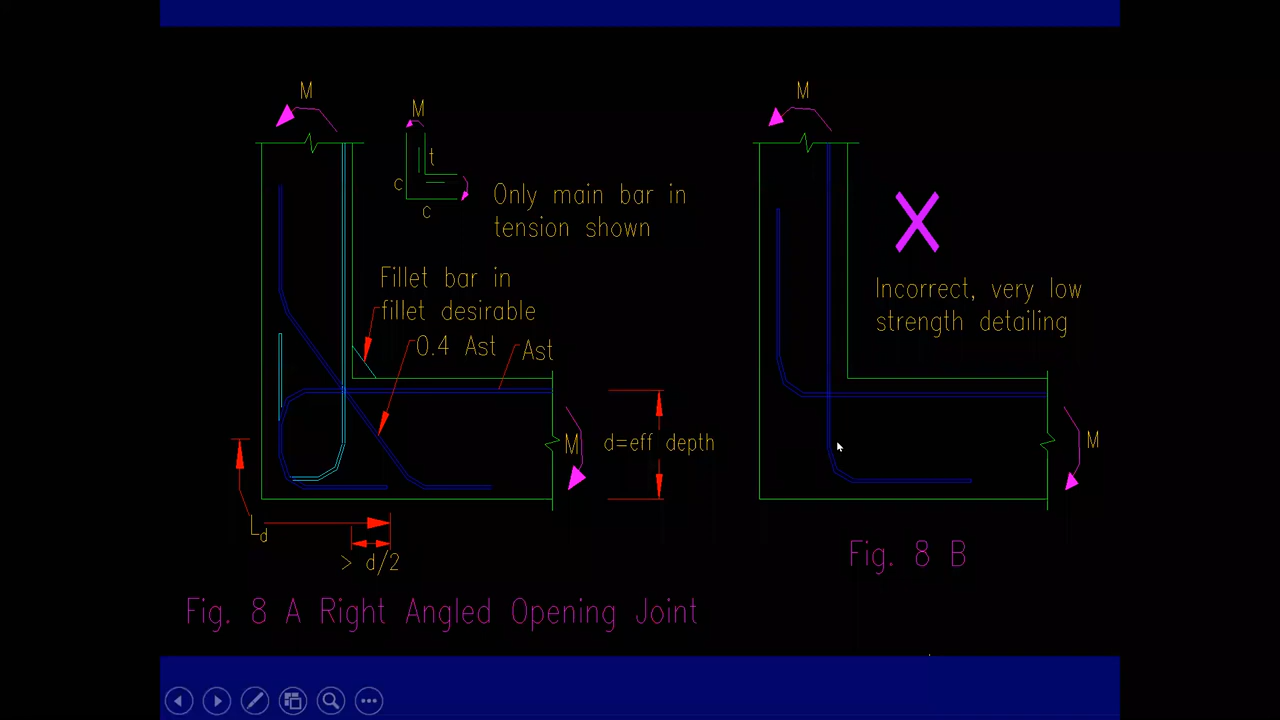 M
M
M
t
c
c
Only main bar in
tension shown
Fillet bar in
fillet desirable
0.4 Ast
Ast
M
d=eff depth
Ld
> d/2
Fig. 8 A Right Angled Opening Joint
X
Incorrect, very low
strength detailing
M
Fig. 8 B